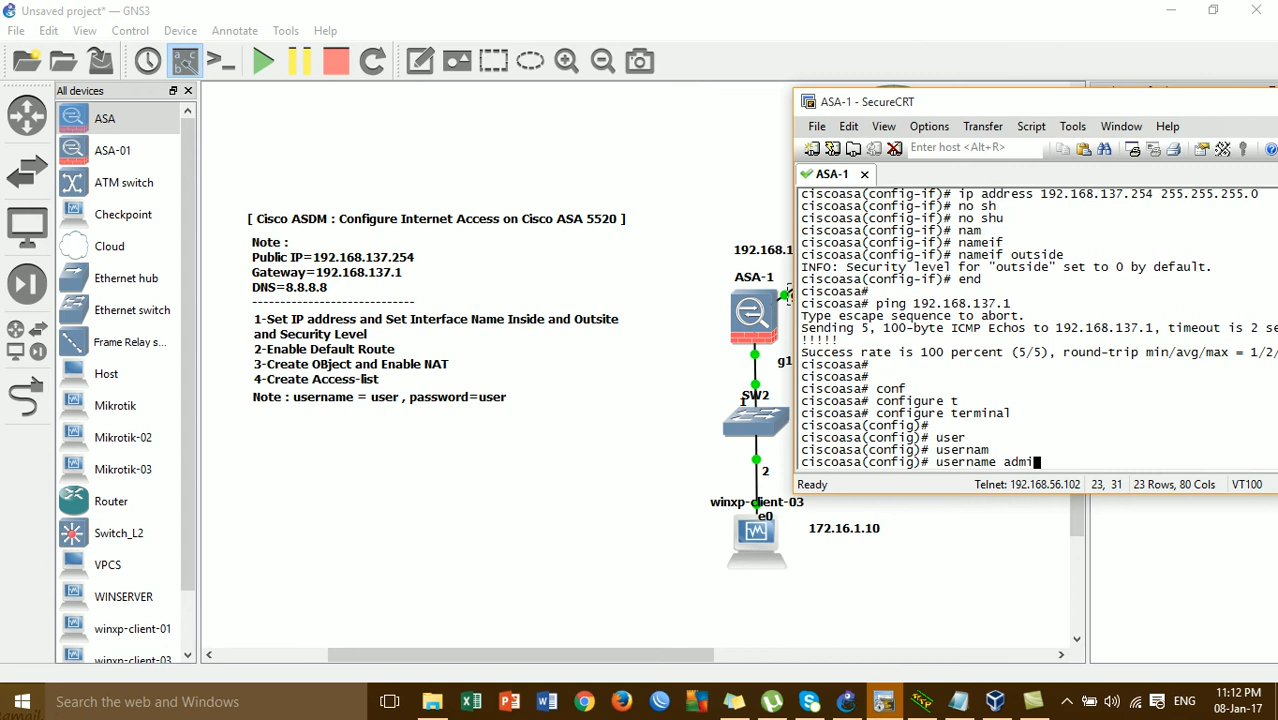 Unsaved project* — GNS3
File Edit View Control Device Annotate Tools Help
All devices
ASA
ASA-01
ATM switch
Checkpoint
Cloud
Ethernet hub
Ethernet switch
Frame Relay s...
Host
Mikrotik
Mikrotik-02
Mikrotik-03
Router
Switch_L2
VPCS
WINSERVER
winxp-client-01
winxp-client-03
[ Cisco ASDM : Configure Internet Access on Cisco ASA 5520 ]
Note :
Public IP=192.168.137.254
Gateway=192.168.137.1
DNS=8.8.8.8
----------------------------
1-Set IP address and Set Interface Name Inside and Outsite
and Security Level
2-Enable Default Route
3-Create OBject and Enable NAT
4-Create Access-list
Note : username = user , password=user
192.168.1
ASA-1
g1
SW2
1
2
winxp-client-03
e0
172.16.1.10
ASA-1 - SecureCRT
File Edit View Options Transfer Script Tools Window Help
Enter host <Alt+R>
ASA-1
ciscoasa(config-if)# ip address 192.168.137.254 255.255.255.0
ciscoasa(config-if)# no sh
ciscoasa(config-if)# no shu
ciscoasa(config-if)# nam
ciscoasa(config-if)# nameif
ciscoasa(config-if)# nameif outside
INFO: Security level for "outside" set to 0 by default.
ciscoasa(config-if)# end
ciscoasa#
ciscoasa# ping 192.168.137.1
Type escape sequence to abort.
Sending 5, 100-byte ICMP Echos to 192.168.137.1, timeout is 2 se
!!!!!
Success rate is 100 percent (5/5), round-trip min/avg/max = 1/2/
ciscoasa#
ciscoasa#
ciscoasa# conf
ciscoasa# configure t
ciscoasa# configure terminal
ciscoasa(config)#
ciscoasa(config)# user
ciscoasa(config)# usernam
ciscoasa(config)# username admi
Ready Telnet: 192.168.56.102 23, 31 23 Rows, 80 Cols VT100
Search the web and Windows
ENG
11:12 PM
08-Jan-17